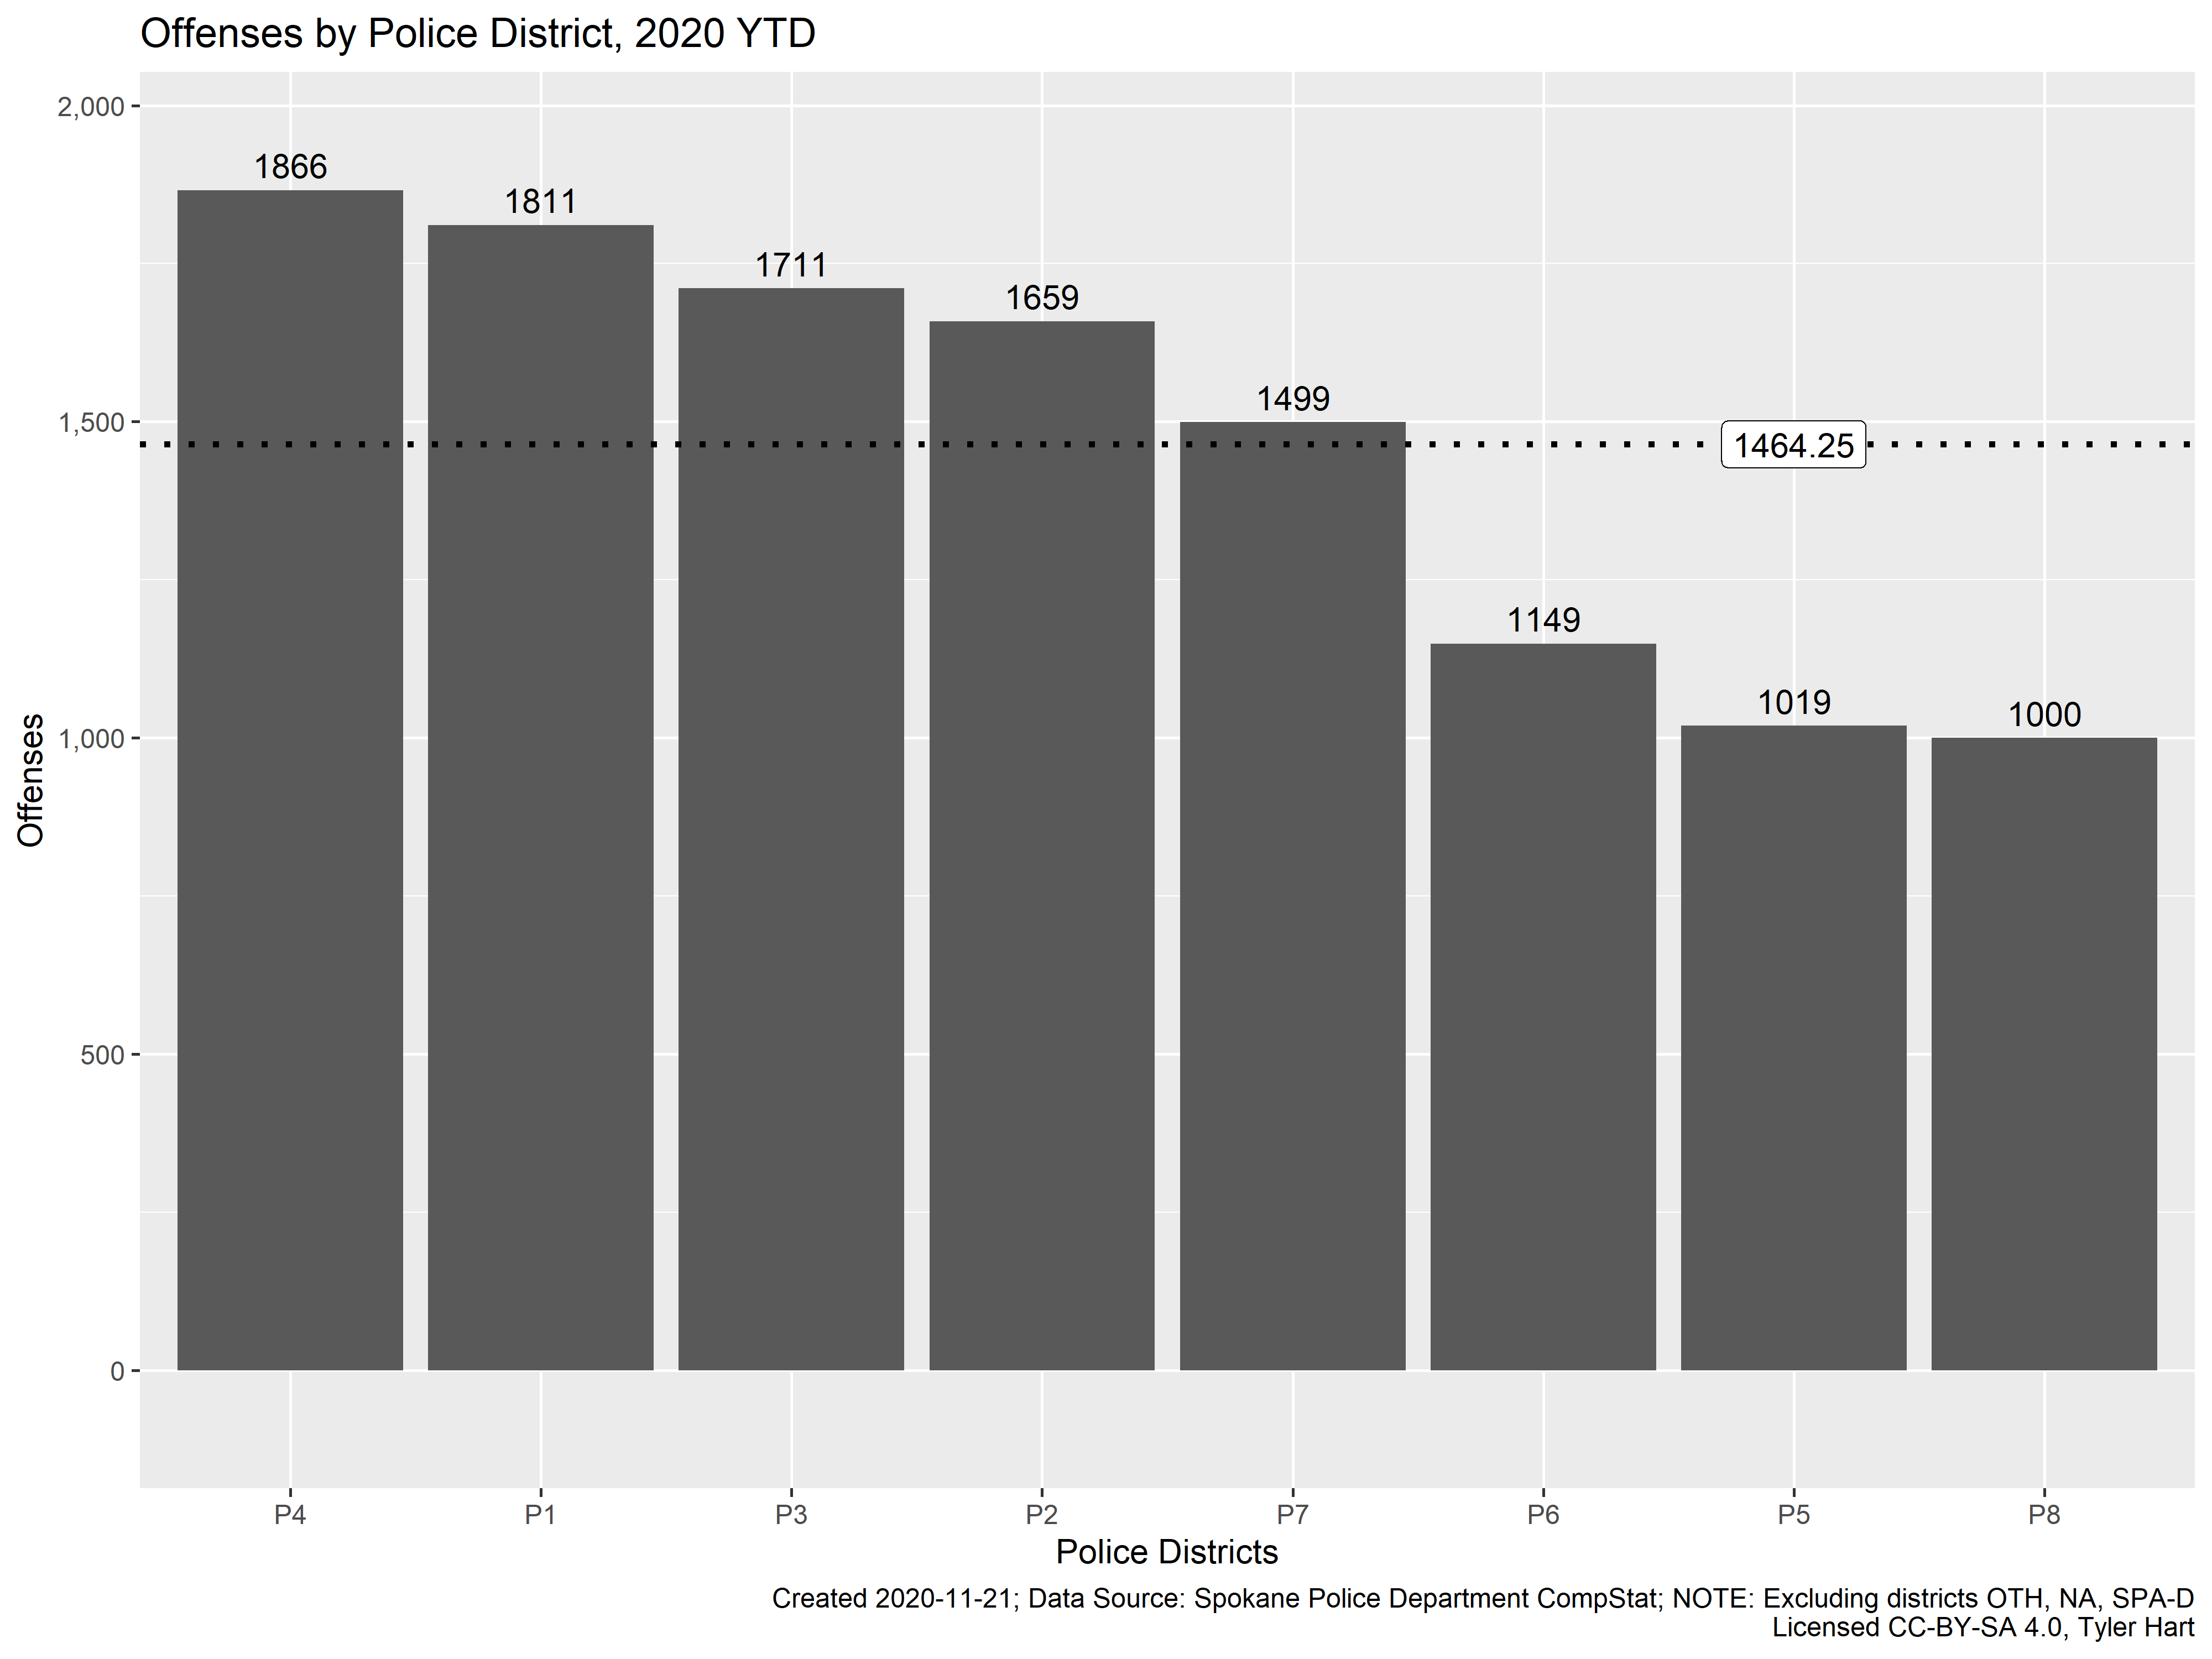 Offenses by Police District, 2020 YTD
2,000
1,500
1,000
500
0
Offenses
1866
1811
1711
1659
1499
1149
1019
1000
1464.25
P4
P1
P3
P2
P7
P6
P5
P8
Police Districts
Created 2020-11-21; Data Source: Spokane Police Department CompStat; NOTE: Excluding districts OTH, NA, SPA-D
Licensed CC-BY-SA 4.0, Tyler Hart